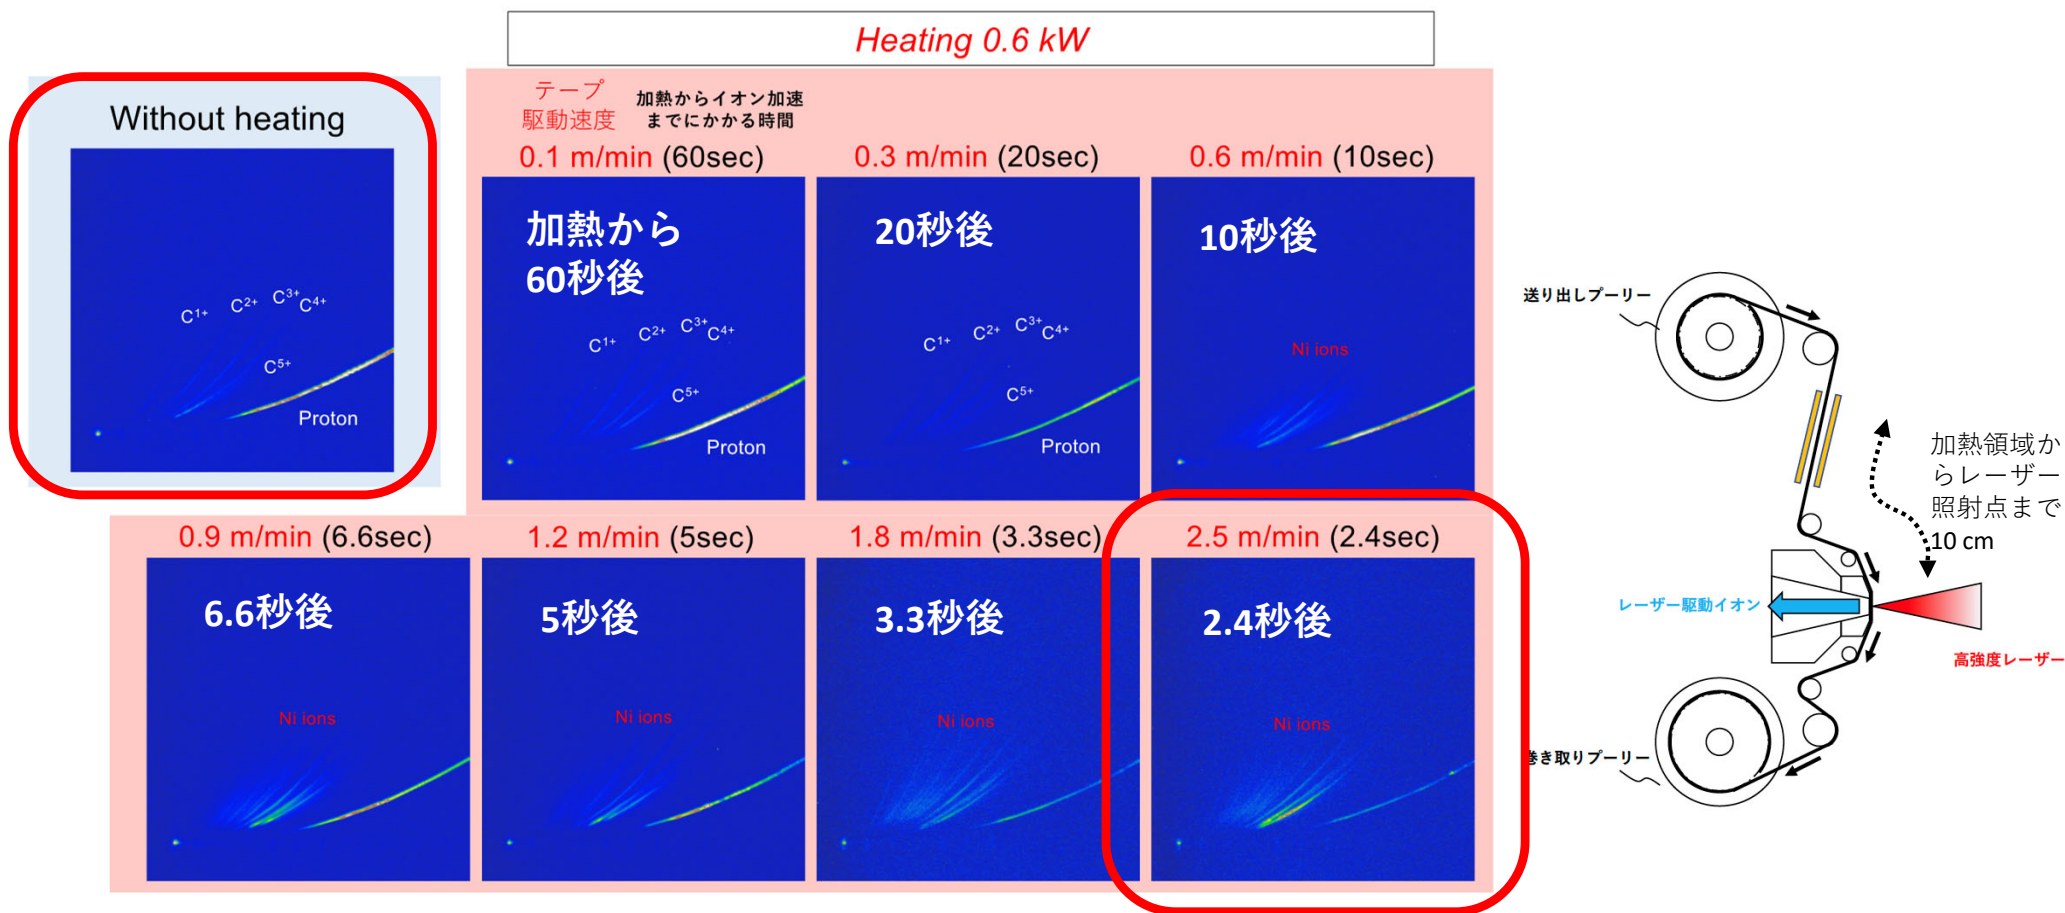 Heating 0.6 kW
Without heating
C1+
C2+
C3+
C4+
C5+
Proton
テープ
駆動速度
加熱からイオン加速
までにかかる時間
0.1 m/min (60sec)
加熱から
60秒後
C1+
C2+
C3+
C4+
C5+
Proton
0.3 m/min (20sec)
20秒後
C1+
C2+
C3+
C4+
C5+
Proton
0.6 m/min (10sec)
10秒後
Ni ions
0.9 m/min (6.6sec)
6.6秒後
Ni ions
1.2 m/min (5sec)
5秒後
Ni ions
1.8 m/min (3.3sec)
3.3秒後
Ni ions
2.5 m/min (2.4sec)
2.4秒後
Ni ions
送り出しプーリー
加熱領域か
らレーザー
照射点まで
10 cm
レーザー駆動イオン
高強度レーザー
巻き取りプーリー